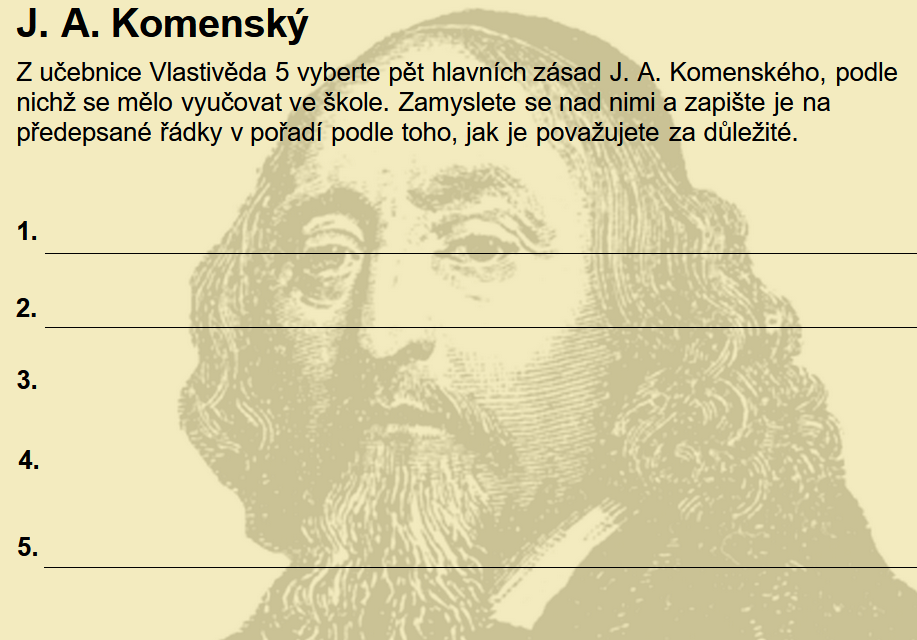 J. A. Komenský
Z učebnice Vlastivěda 5 vyberte pět hlavních zásad J. A. Komenského, podle
nichž se mělo vyučovat ve škole. Zamyslete se nad nimi a zapište je na
předepsané řádky v pořadí podle toho, jak je považujete za důležité.
1.
2.
3.
4.
5.